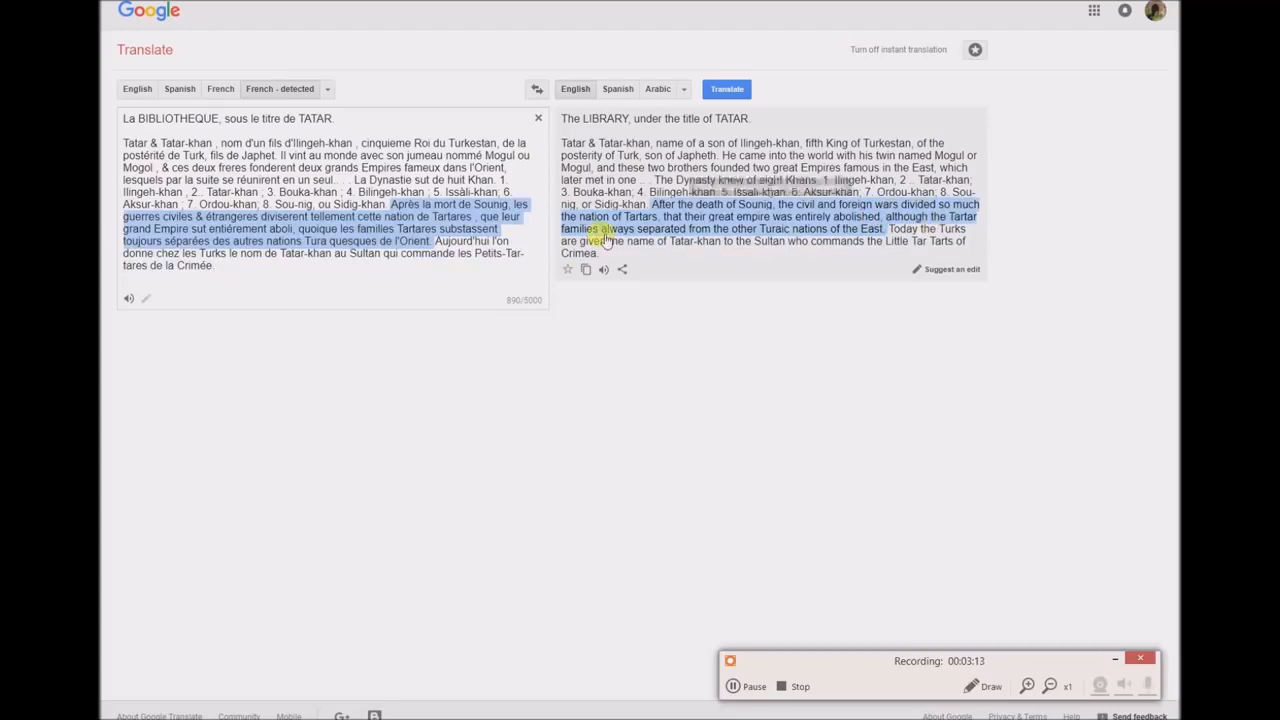 Google
Translate
Turn off instant translation
English Spanish French French - detected
English Spanish Arabic Translate
La BIBLIOTHEQUE, sous le titre de TATAR.
Tatar & Tatar-khan , nom d'un fils d'Ilingeh-khan , cinquieme Roi du Turkestan, de la
postérité de Turk, fils de Japhet. Il vint au monde avec son jumeau nommé Mogul ou
Mogol , & ces deux freres fonderent deux grands Empires fameux dans l'Orient,
lesquels par la suite se réunirent en un seul.. . . La Dynastie sut de huit Khan. 1.
Ilingeh-khan , 2 .. Tatar-khan ; 3. Bouka-khan ; 4. Bilingeh-khan ; 5. Issàli-khan; 6.
Aksur-khan ; 7. Ordou-khan; 8. Sou-nig, ou Sidig-khan. Après la mort de Sounig, les
guerres civiles & étrangeres diviserent tellement cette nation de Tartares , que leur
grand Empire sut entiérement aboli, quoique les families Tartares substassent
toujours séparées des autres nations Tura quesques de l'Orient. Aujourd'hui l'on
donne chez les Turks le nom de Tatar-khan au Sultan qui commande les Petits-Tar-
tares de la Crimée.
890/5000
The LIBRARY, under the title of TATAR.
Tatar & Tatar-khan, name of a son of Ilingeh-khan, fifth King of Turkestan, of the
posterity of Turk, son of Japheth. He came into the world with his twin named Mogul or
Mogol, and these two brothers founded two great Empires famous in the East, which
later met in one .. . The Dynasty knew of eight Khans. 1. Ilingeh-khan, 2 .. Tatar-khan;
3. Bouka-khan; 4. Bilingeh-khan; 5. Issali-khan; 6. Aksur-khan; 7. Ordou-khan; 8. Sou-
nig, or Sidig-khan. After the death of Sounig, the civil and foreign wars divided so much
the nation of Tartars, that their great empire was entirely abolished, although the Tartar
families always separated from the other Turaic nations of the East. Today the Turks
are given the name of Tatar-khan to the Sultan who commands the Little Tar Tarts of
Crimea.
Suggest an edit
Recording: 00:03:13
Pause Stop Draw x1
About Google Translate Community Mobile G+ About Google Privacy & Terms Help Send feedback